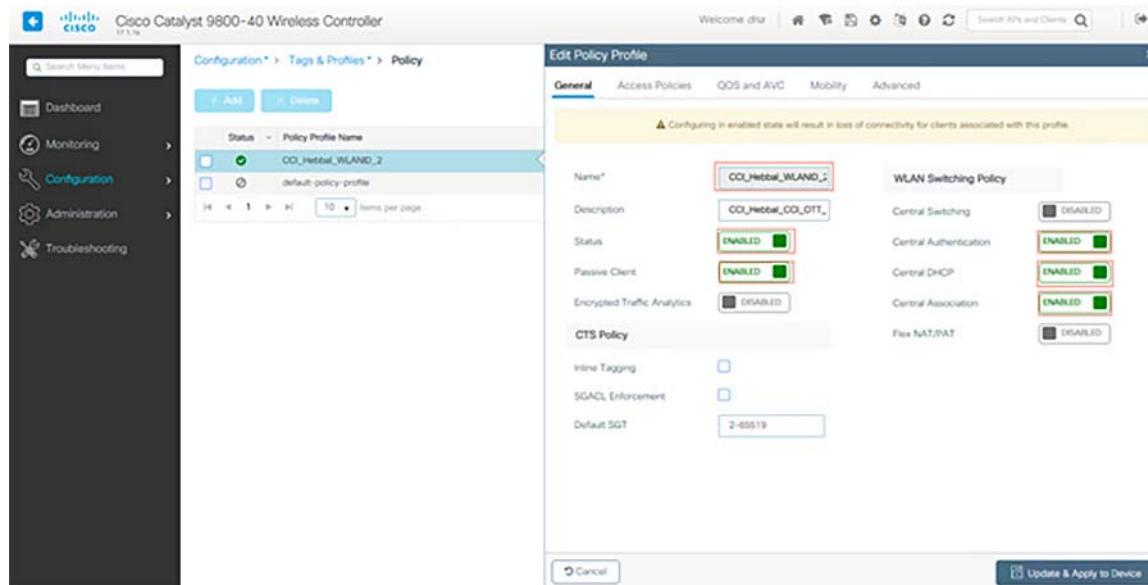 cisco
Cisco Catalyst 9800-40 Wireless Controller
17.1.1s
Welcome dna
Search APs and Clients
Search Menu Items
Dashboard
Monitoring
Configuration
Administration
Troubleshooting
Configuration > Tags & Profiles > Policy
+ Add
× Delete
Status
Policy Profile Name
CCI_Hebbal_WLANID_2
default-policy-profile
1
10
items per page
Edit Policy Profile
General
Access Policies
QOS and AVC
Mobility
Advanced
Configuring in enabled state will result in loss of connectivity for clients associated with this profile.
Name*
CCI_Hebbal_WLANID_2
Description
CCI_Hebbal_CCI_OTT_
Status
ENABLED
Passive Client
ENABLED
Encrypted Traffic Analytics
DISABLED
CTS Policy
Inline Tagging
SGACL Enforcement
Default SGT
2-65519
WLAN Switching Policy
Central Switching
DISABLED
Central Authentication
ENABLED
Central DHCP
ENABLED
Central Association
ENABLED
Flex NAT/PAT
DISABLED
Cancel
Update & Apply to Device